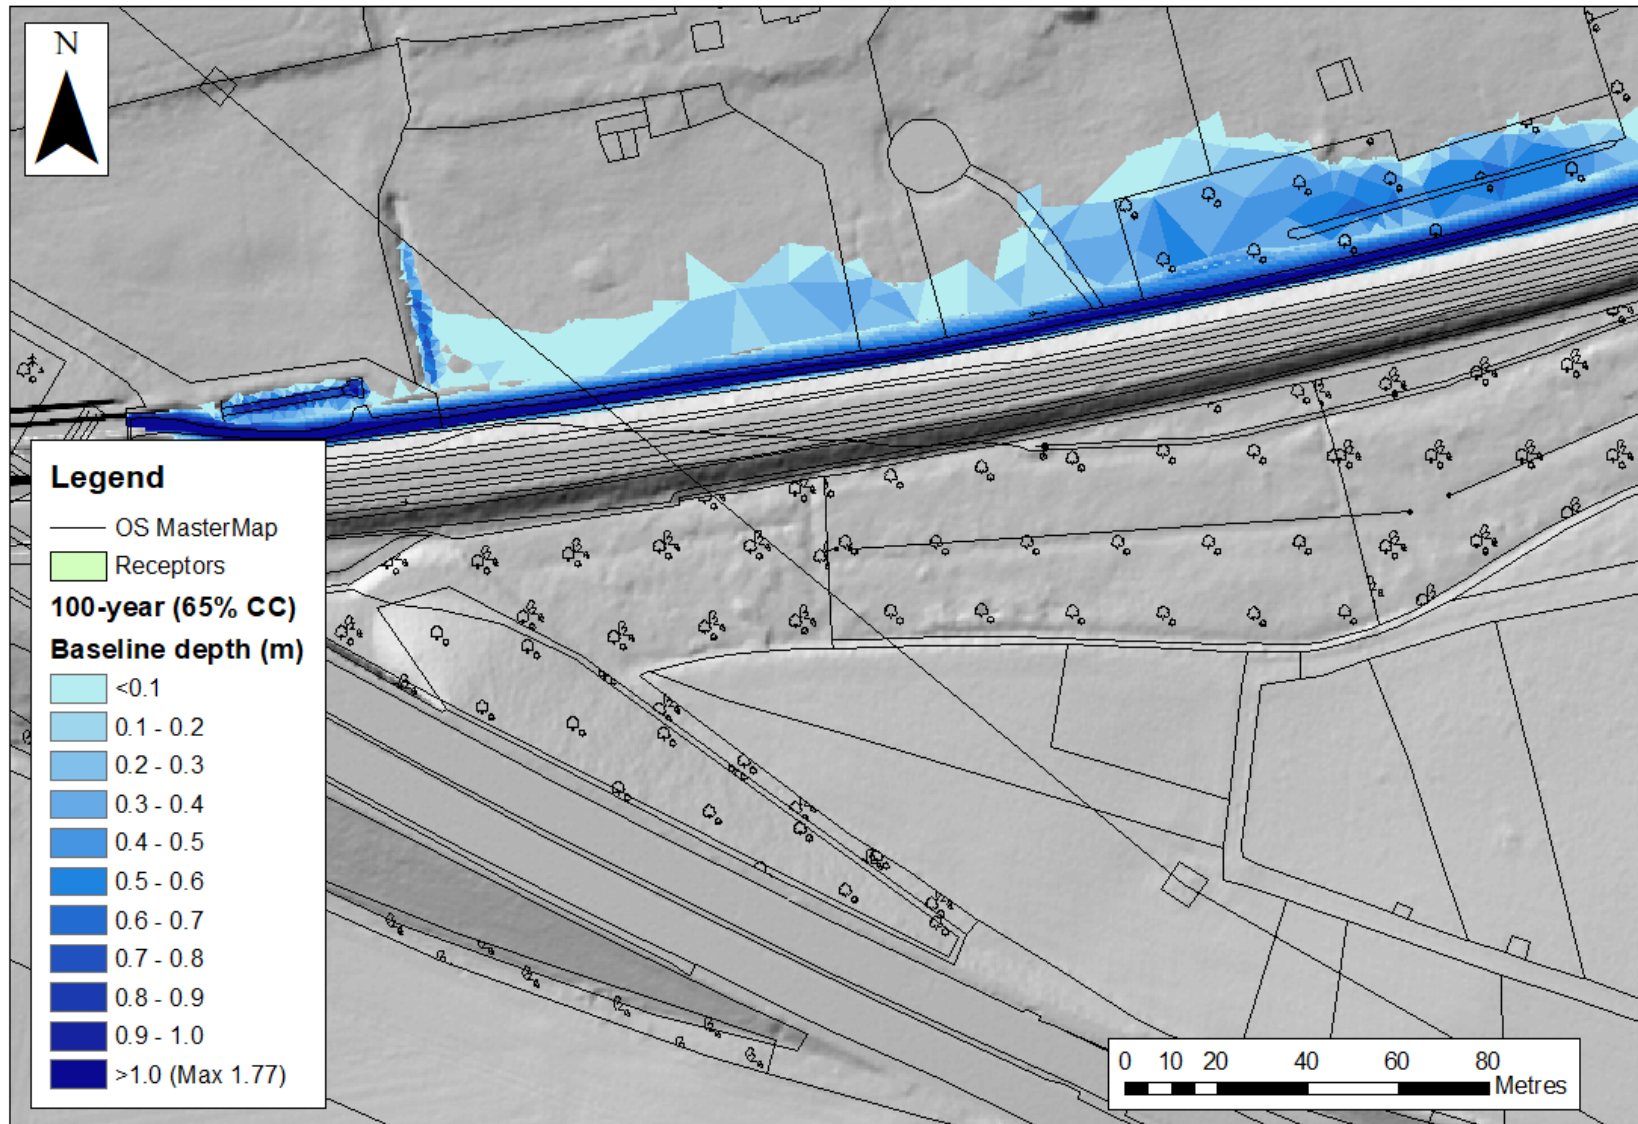 N
Legend
OS MasterMap
Receptors
100-year (65% CC)
Baseline depth (m)
<0.1
0.1 - 0.2
0.2 - 0.3
0.3 - 0.4
0.4 - 0.5
0.5 - 0.6
0.6 - 0.7
0.7 - 0.8
0.8 - 0.9
0.9 - 1.0
>1.0 (Max 1.77)
0 10 20 40 60 80
Metres